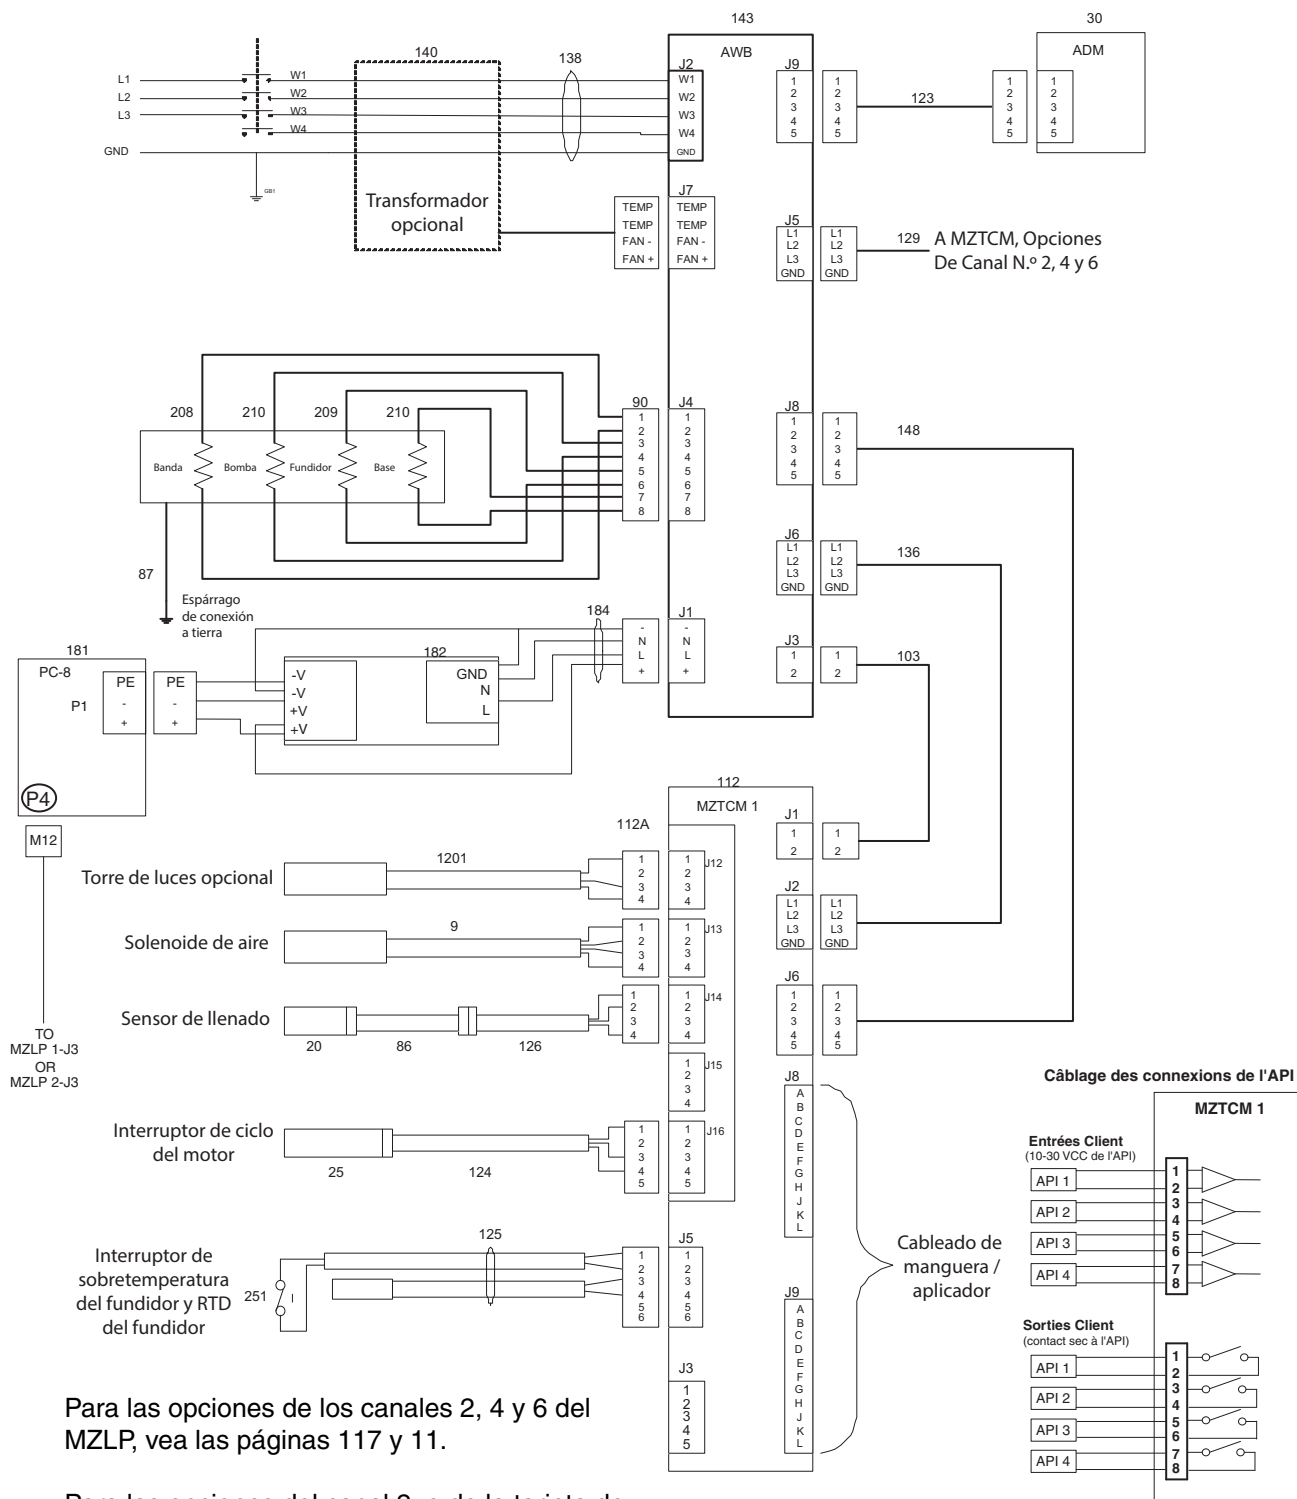 143
30
AWB
ADM
140
138
L1
L2
L3
GND
W1
W2
W3
W4
GB1
Transformador
opcional
J2
W1
W2
W3
W4
GND
J9
1
2
3
4
5
1
2
3
4
5
123
1
2
3
4
5
1
2
3
4
5
J7
TEMP
TEMP
FAN -
FAN +
TEMP
TEMP
FAN -
FAN +
J5
L1
L2
L3
GND
L1
L2
L3
GND
129
A MZTCM, Opciones
De Canal N.º 2, 4 y 6
208
210
209
210
Banda
Bomba
Fundidor
Base
90
1
2
3
4
5
6
7
8
J4
1
2
3
4
5
6
7
8
J8
1
2
3
4
5
1
2
3
4
5
148
J6
L1
L2
L3
GND
L1
L2
L3
GND
136
87
Espárrago
de conexión
a tierra
184
-
N
L
+
J1
-
N
L
+
J3
1
2
1
2
103
181
PC-8
P1
PE
-
+
PE
-
+
182
-V
-V
+V
+V
GND
N
L
P4
M12
TO
MZLP 1-J3
OR
MZLP 2-J3
112
MZTCM 1
112A
J1
1
2
1
2
Torre de luces opcional
1201
1
2
3
4
1
2
3
4
J12
J2
L1
L2
L3
GND
L1
L2
L3
GND
Solenoide de aire
9
1
2
3
4
1
2
3
4
J13
J6
1
2
3
4
5
1
2
3
4
5
Sensor de llenado
20
86
126
1
2
3
4
1
2
3
4
J14
1
2
3
4
J15
Interruptor de ciclo
del motor
25
124
1
2
3
4
5
1
2
3
4
5
J16
J8
A
B
C
D
E
F
G
H
J
K
L
Interruptor de
sobretemperatura
del fundidor y RTD
del fundidor
251
125
1
2
3
4
5
6
J5
1
2
3
4
5
6
J9
A
B
C
D
E
F
G
H
J
K
L
Cableado de
manguera /
aplicador
J3
1
2
3
4
5
Câblage des connexions de l'API
MZTCM 1
Entrées Client
(10-30 VCC de l'API)
API 1
API 2
API 3
API 4
1
2
3
4
5
6
7
8
Sorties Client
(contact sec à l'API)
API 1
API 2
API 3
API 4
1
2
3
4
5
6
7
8
Para las opciones de los canales 2, 4 y 6 del
MZLP, vea las páginas 117 y 11.